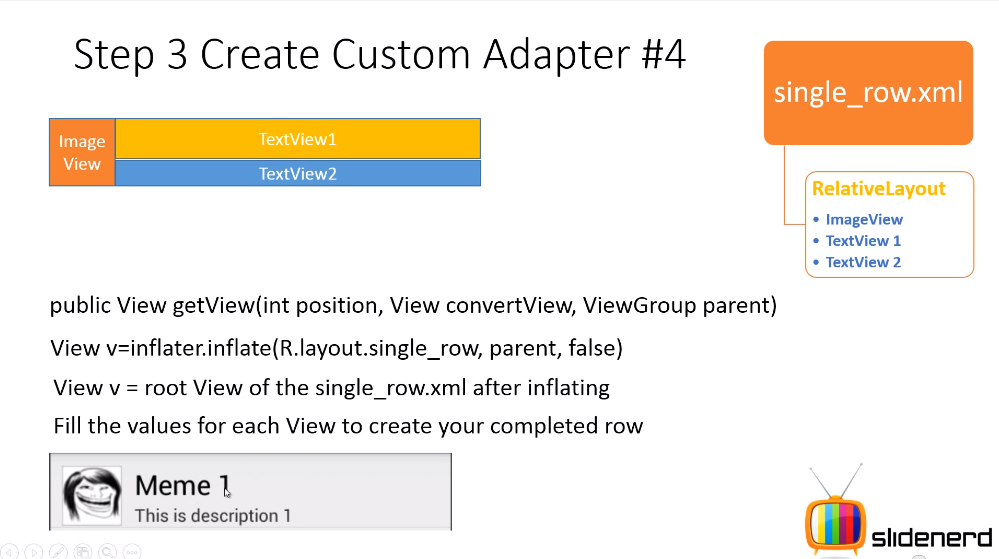 Step 3 Create Custom Adapter #4
single_row.xml
Image
View
TextView1
TextView2
RelativeLayout
• ImageView
• TextView 1
• TextView 2
public View getView(int position, View convertView, ViewGroup parent)
View v=inflater.inflate(R.layout.single_row, parent, false)
View v = root View of the single_row.xml after inflating
Fill the values for each View to create your completed row
Meme 1
This is description 1
slidenerd